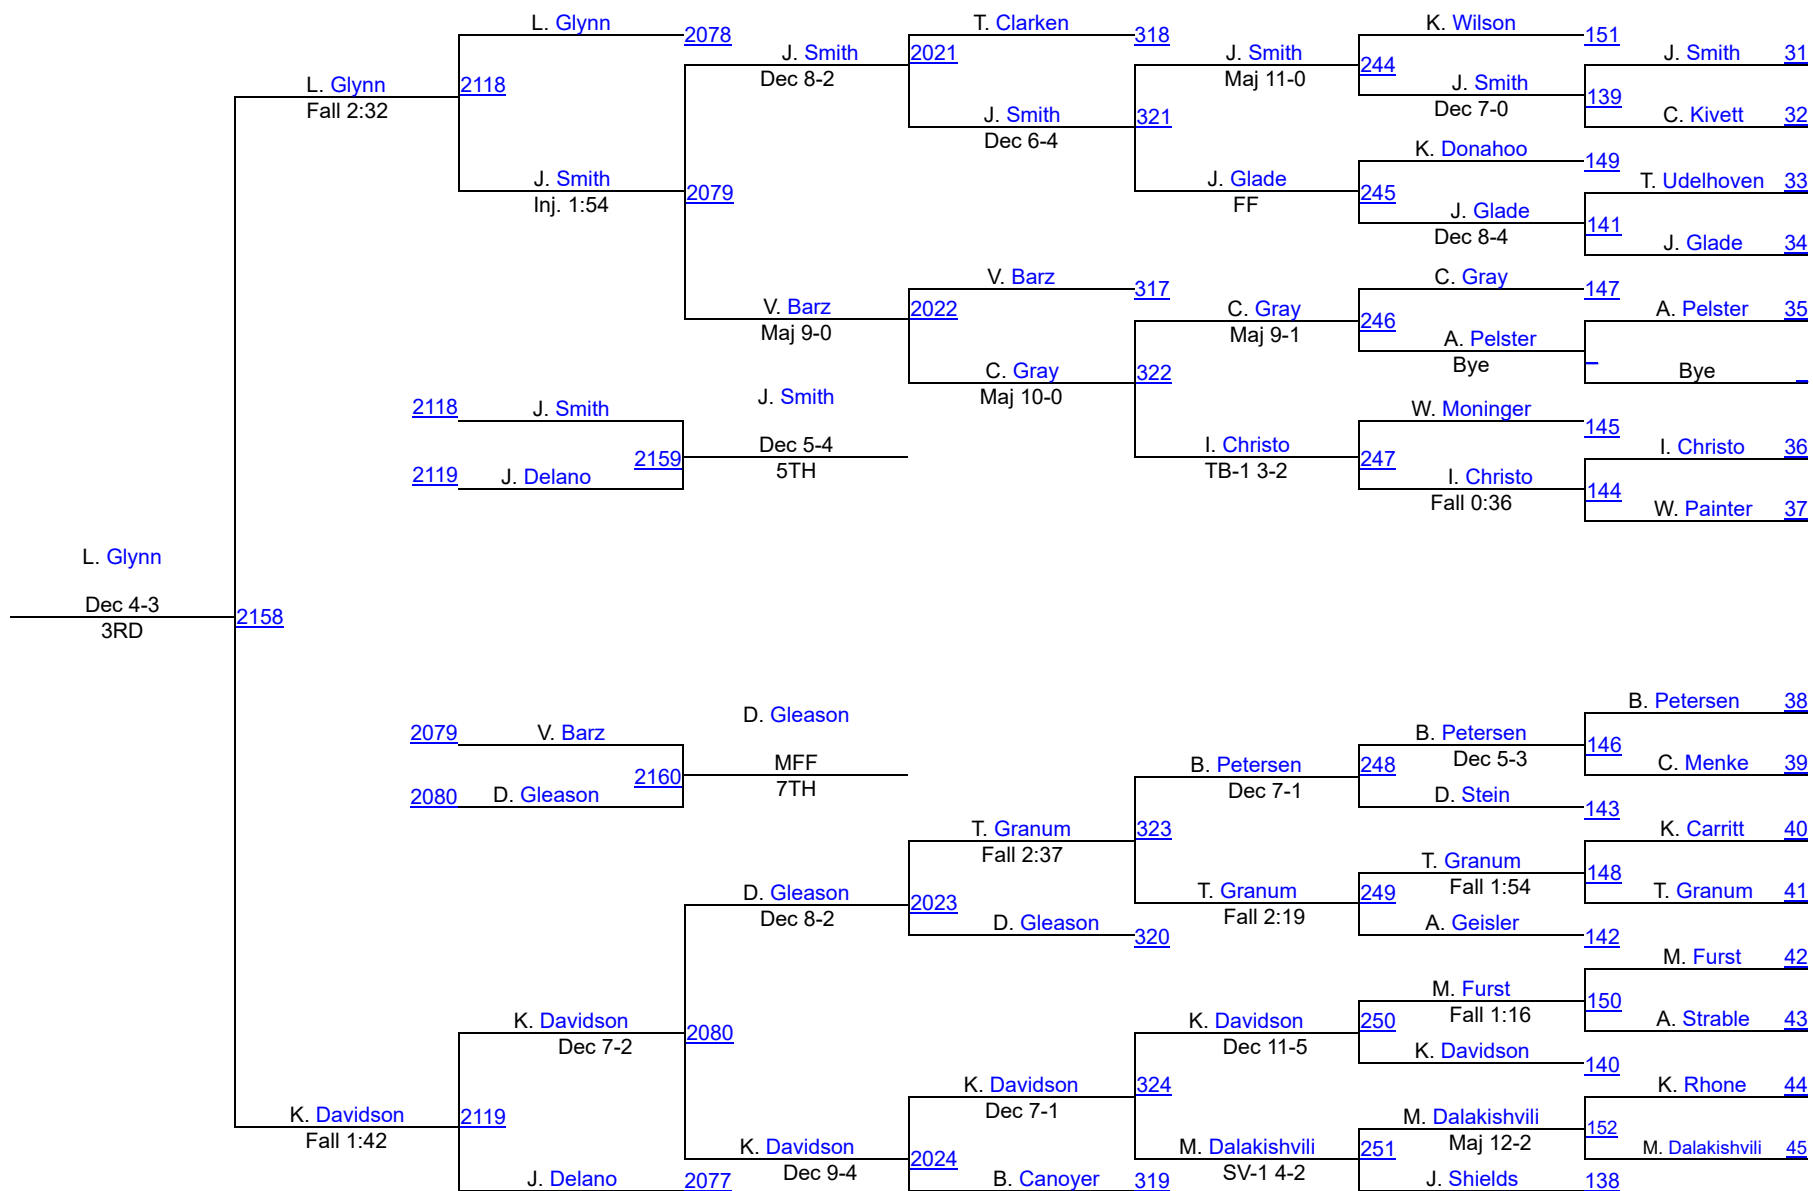 L. Glynn 2078 T. Clarken 318 K. Wilson 151
J. Smith 2021 J. Smith 244 J. Smith 31
Dec 8-2 Maj 11-0
L. Glynn 2118 J. Smith 139
Fall 2:32 Dec 7-0
J. Smith 321 C. Kivett 32
Dec 6-4
K. Donahoo 149
J. Smith 2079 J. Glade 245 T. Udelhoven 33
Inj. 1:54 FF
J. Glade 141
Dec 8-4
J. Glade 34
V. Barz 317 C. Gray 147
V. Barz 2022 C. Gray 246 A. Pelster 35
Maj 9-0 Maj 9-1
A. Pelster
Bye
C. Gray 322 Bye
Maj 10-0
J. Smith
2118 J. Smith W. Moninger 145
Dec 5-4 I. Christo 247 I. Christo 36
2159 5TH TB-1 3-2
2119 J. Delano I. Christo 144
Fall 0:36
W. Painter 37
L. Glynn
Dec 4-3
3RD 2158
B. Petersen 38
D. Gleason
2079 V. Barz B. Petersen 146
Dec 5-3
MFF B. Petersen 248 C. Menke 39
2160 7TH Dec 7-1
2080 D. Gleason D. Stein 143
T. Granum 323 K. Carritt 40
Fall 2:37
T. Granum 148
Fall 1:54
D. Gleason 2023 T. Granum 249 T. Granum 41
Dec 8-2 Fall 2:19
D. Gleason 320 A. Geisler 142
M. Furst 42
M. Furst 150
Fall 1:16
K. Davidson 2080 K. Davidson 250 A. Strable 43
Dec 7-2 Dec 11-5
K. Davidson 140
K. Davidson 324 K. Rhone 44
Dec 7-1
K. Davidson 2119 M. Dalakishvili 152
Fall 1:42 Maj 12-2
K. Davidson 2024 M. Dalakishvili 251 M. Dalakishvili 45
Dec 9-4 SV-1 4-2
J. Delano 2077 B. Canoyer 319 J. Shields 138